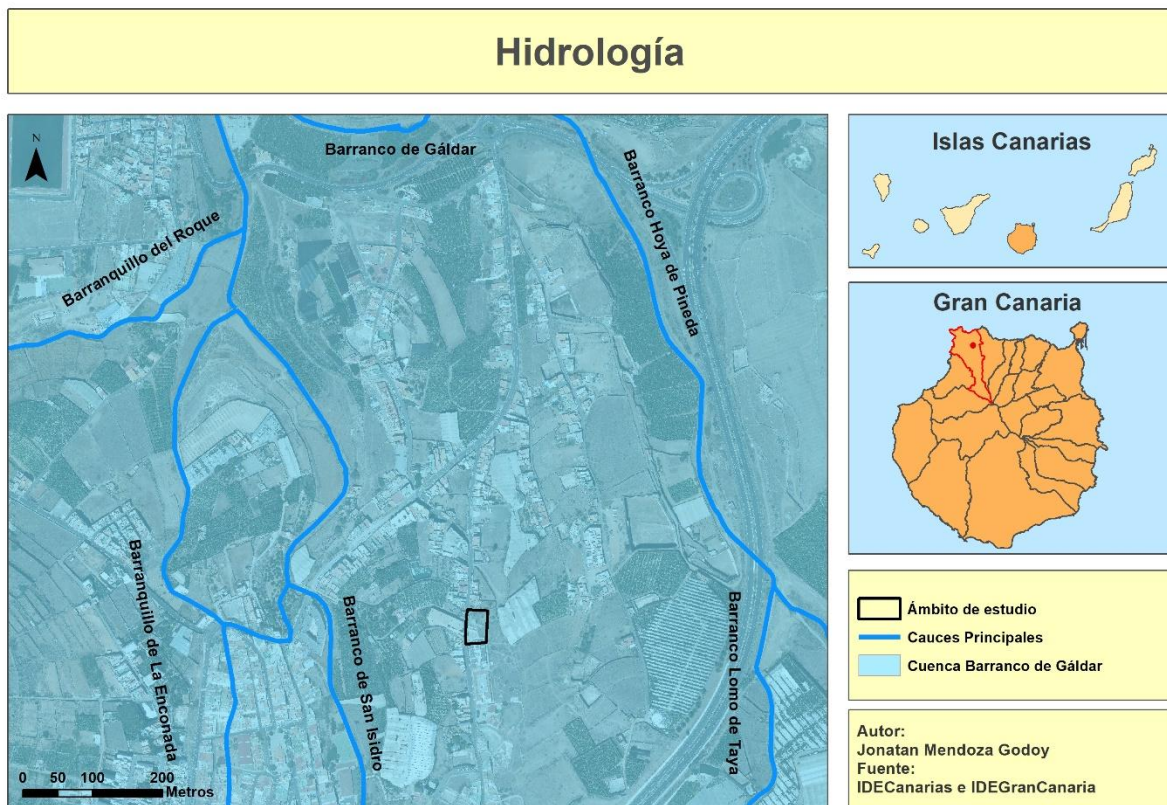 Hidrología
N
Barranco de Gáldar
Barranquillo del Roque
Barranco Hoya de Pineda
Barranquillo de La Enconada
Barranco de San Isidro
Barranco Lomo de Taya
0 50 100 200
Metros
Islas Canarias
Gran Canaria
Ámbito de estudio
Cauces Principales
Cuenca Barranco de Gáldar
Autor:
Jonatan Mendoza Godoy
Fuente:
IDECanarias e IDEGranCanaria